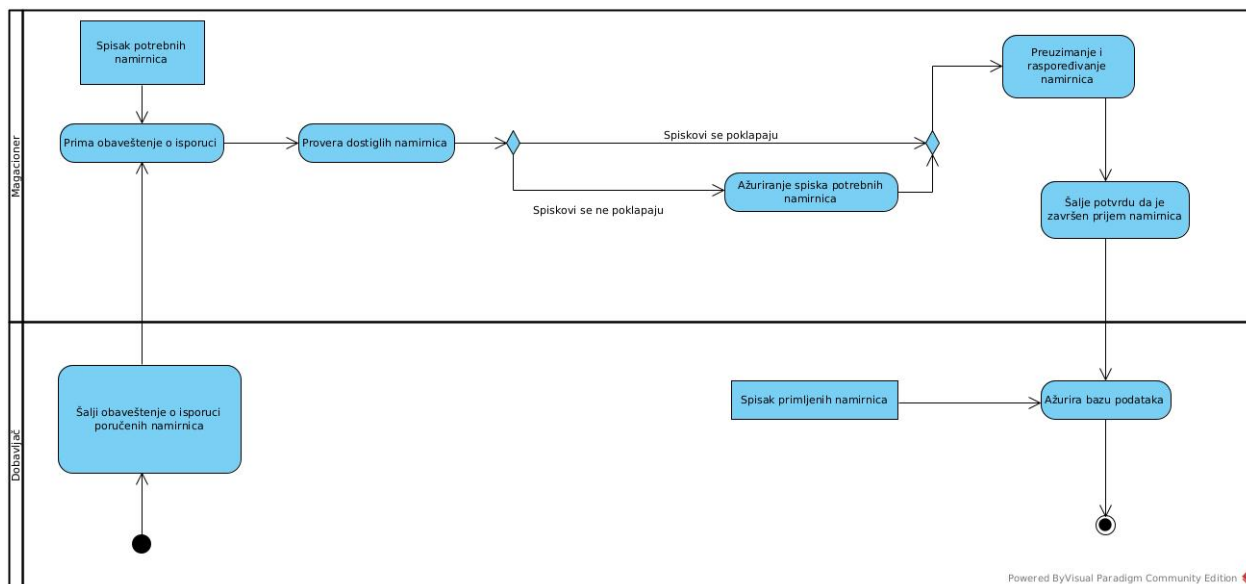 Magacioner
Spisak potrebnih
namirnica
Prima obaveštenje o isporuci
Provera dostiglih namirnica
Spiskovi se poklapaju
Spiskovi se ne poklapaju
Ažuriranje spiska potrebnih
namirnica
Preuzimanje i
raspoređivanje
namirnica
Šalje potvrdu da je
završen prijem namirnica
Dobavljač
Šalji obaveštenje o isporuci
poručenih namirnica
Spisak primljenih namirnica
Ažurira bazu podataka
Powered ByVisual Paradigm Community Edition